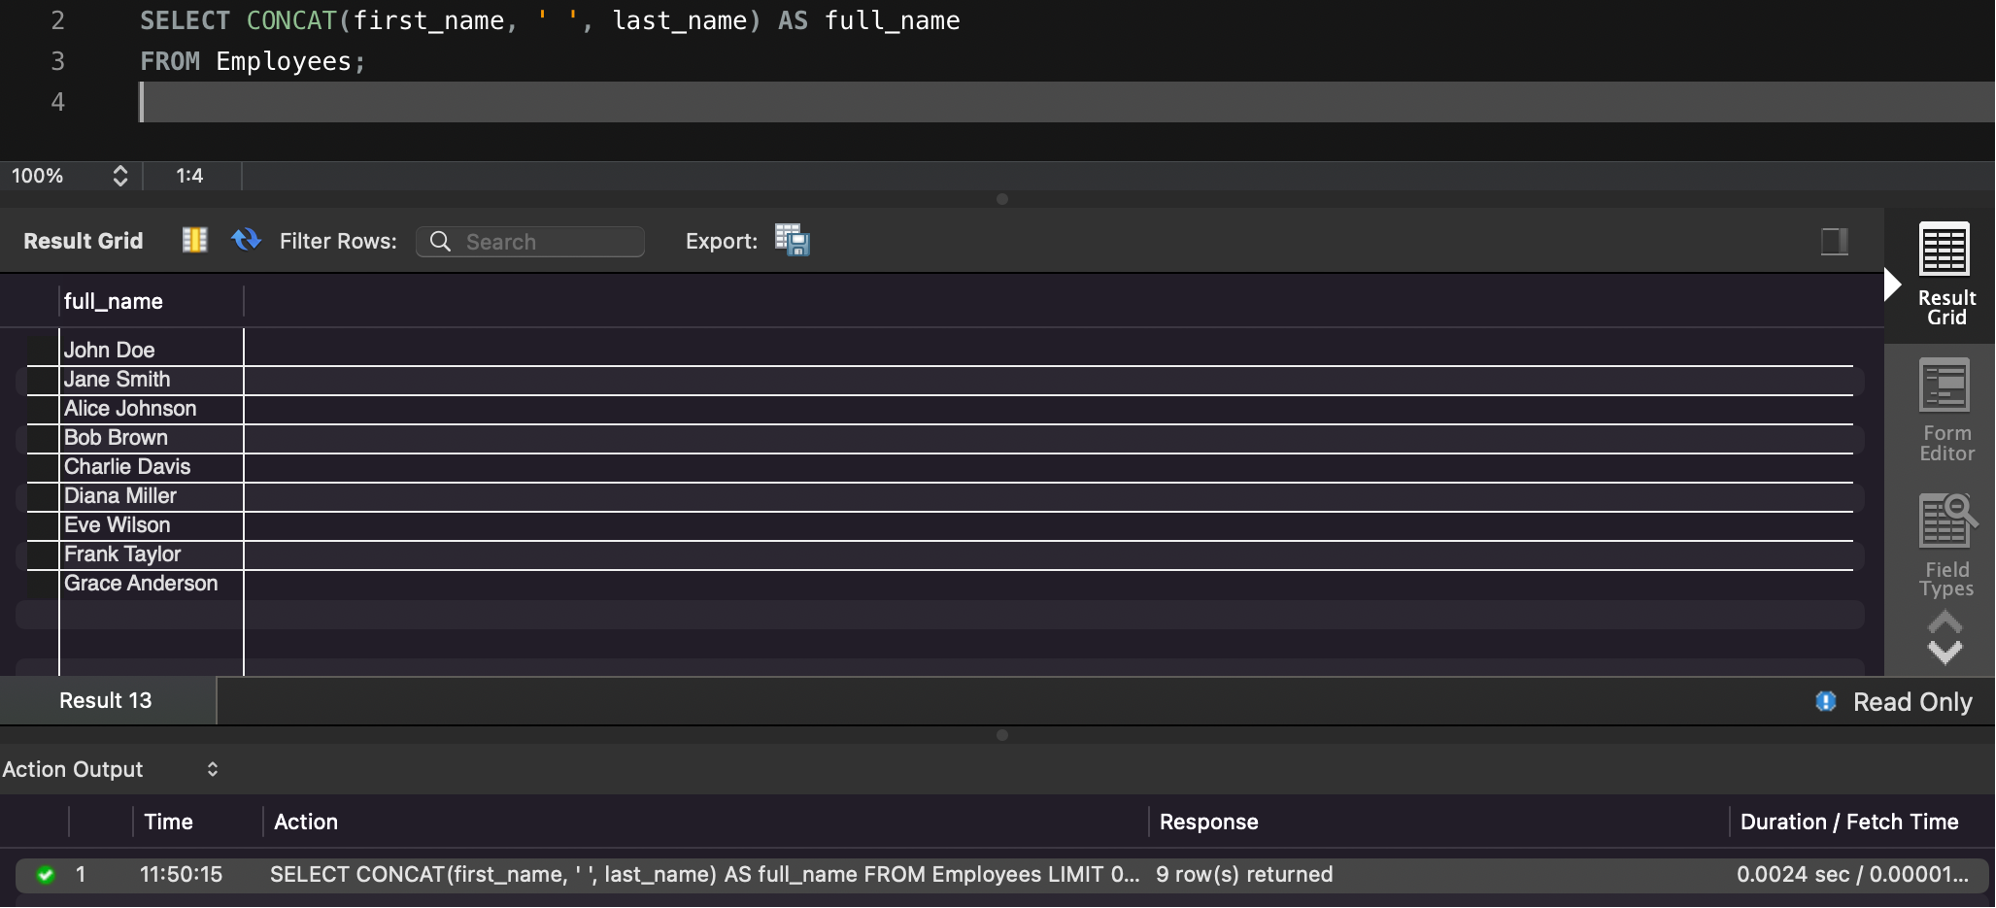 2 SELECT CONCAT(first_name, ' ', last_name) AS full_name
3 FROM Employees;
4
100% 1:4
Result Grid Filter Rows: Search Export:
Result Grid
Form Editor
Field Types
full_name
John Doe
Jane Smith
Alice Johnson
Bob Brown
Charlie Davis
Diana Miller
Eve Wilson
Frank Taylor
Grace Anderson
Result 13 Read Only
Action Output
Time Action Response Duration / Fetch Time
1 11:50:15 SELECT CONCAT(first_name, ' ', last_name) AS full_name FROM Employees LIMIT 0... 9 row(s) returned 0.0024 sec / 0.00001...